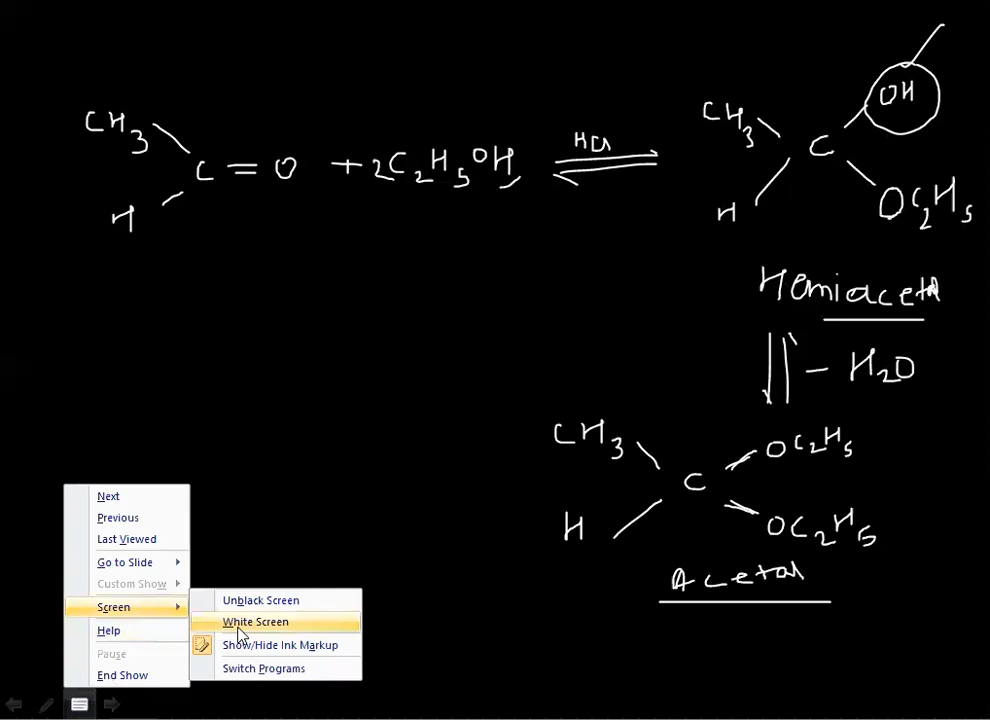 CH3 C = O + 2C2H5OH HCl CH3 C OH
H H OC2H5
Hemiacetal
- H2O
CH3 C OC2H5
H OC2H5
Acetal
Next
Previous
Last Viewed
Go to Slide
Custom Show
Screen
Help
Pause
End Show
Unblack Screen
White Screen
Show/Hide Ink Markup
Switch Programs